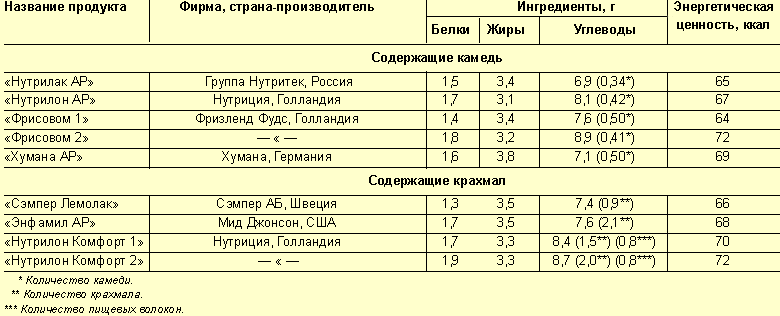 Название продукта Фирма, страна-производитель Ингредиенты, г Энергетическая
Белки Жиры Углеводы ценность, ккал
Содержащие камедь
«Нутрилак АР» Группа Нутритек, Россия 1,5 3,4 6,9 (0,34*) 65
«Нутрилон АР» Нутриция, Голландия 1,7 3,1 8,1 (0,42*) 67
«Фрисовом 1» Фризленд Фудс, Голландия 1,4 3,4 7,6 (0,50*) 64
«Фрисовом 2» — « — 1,8 3,2 8,9 (0,41*) 72
«Хумана АР» Хумана, Германия 1,6 3,8 7,1 (0,50*) 69
Содержащие крахмал
«Сэмпер Лемолак» Сэмпер АБ, Швеция 1,3 3,5 7,4 (0,9**) 66
«Энфамил АР» Мид Джонсон, США 1,7 3,5 7,6 (2,1**) 68
«Нутрилон Комфорт 1» Нутриция, Голландия 1,7 3,3 8,4 (1,5**) (0,8***) 70
«Нутрилон Комфорт 2» — « — 1,9 3,3 8,7 (2,0**) (0,8***) 72
* Количество камеди.
** Количество крахмала.
*** Количество пищевых волокон.